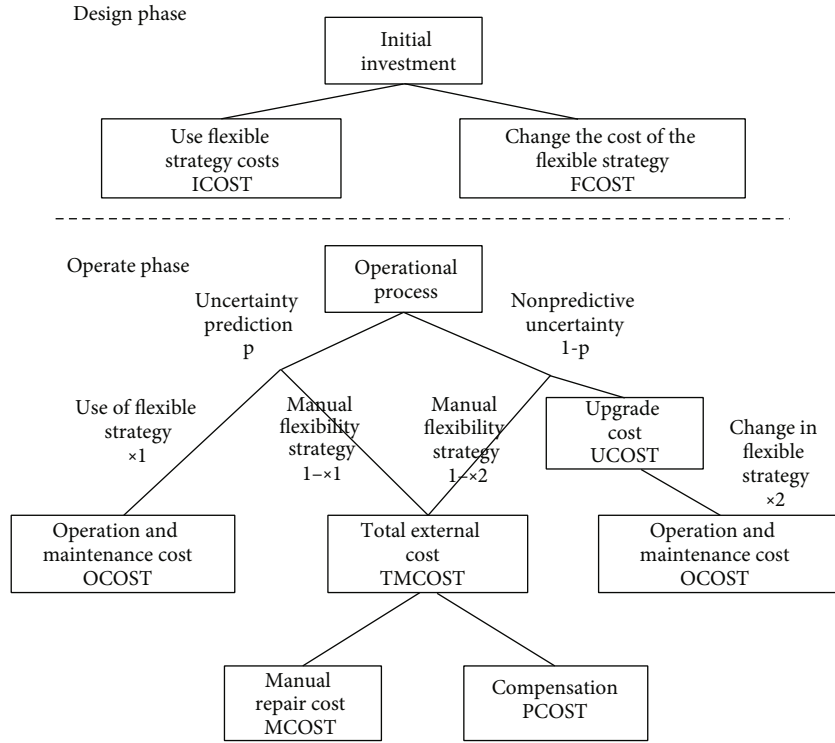 Design phase
Initial
investment
Use flexible
strategy costs
ICOST
Change the cost of the
flexible strategy
FCOST
Operate phase
Operational
process
Uncertainty
prediction
p
Nonpredictive
uncertainty
1-p
Use of flexible
strategy
×1
Manual
flexibility
strategy
1–×1
Manual
flexibility
strategy
1–×2
Upgrade
cost
UCOST
Change in
flexible
strategy
×2
Operation and
maintenance cost
OCOST
Total external
cost
TMCOST
Operation and
maintenance cost
OCOST
Manual
repair cost
MCOST
Compensation
PCOST